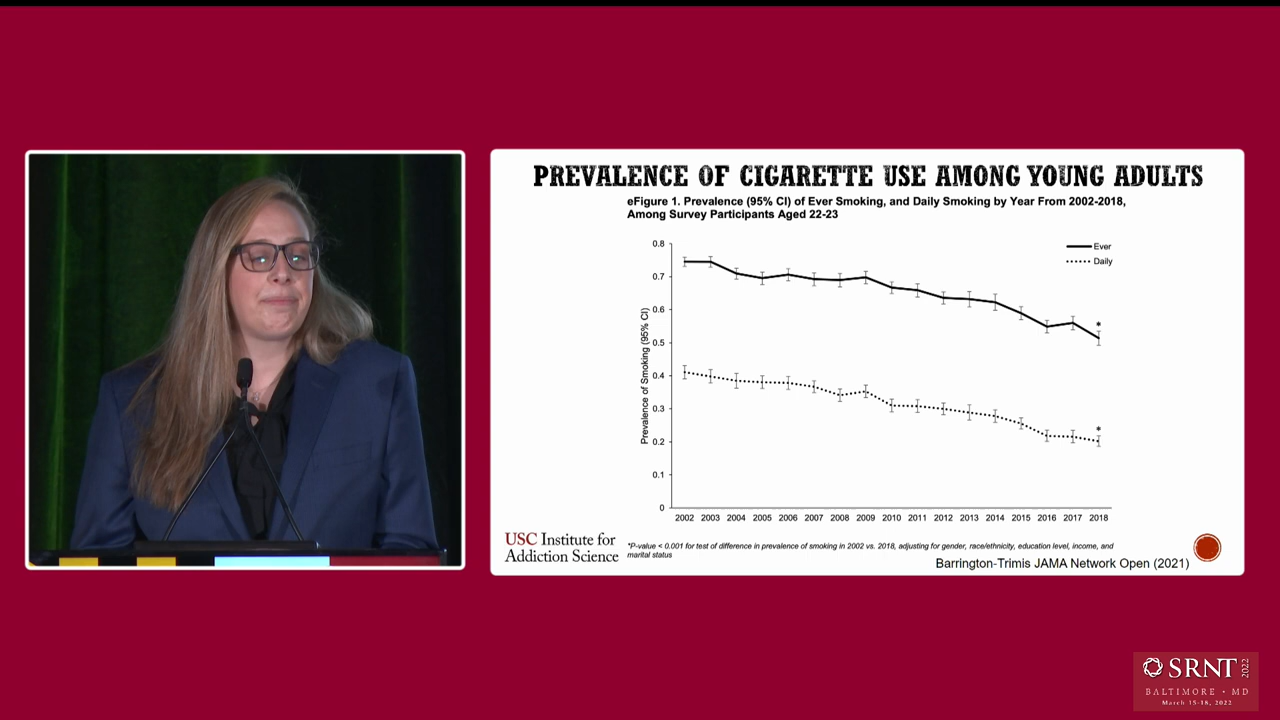 PREVALENCE OF CIGARETTE USE AMONG YOUNG ADULTS
eFigure 1. Prevalence (95% CI) of Ever Smoking, and Daily Smoking by Year From 2002-2018,
Among Survey Participants Aged 22-23
Ever
Daily
Prevalence of Smoking (95% CI)
0.8
0.7
0.6
0.5
0.4
0.3
0.2
0.1
0
*
*
2002 2003 2004 2005 2006 2007 2008 2009 2010 2011 2012 2013 2014 2015 2016 2017 2018
*P-value < 0.001 for test of difference in prevalence of smoking in 2002 vs. 2018, adjusting for gender, race/ethnicity, education level, income, and
marital status
USC Institute for
Addiction Science
Barrington-Trimis JAMA Network Open (2021)
SRNT 2022
BALTIMORE • MD
March 15-18, 2022